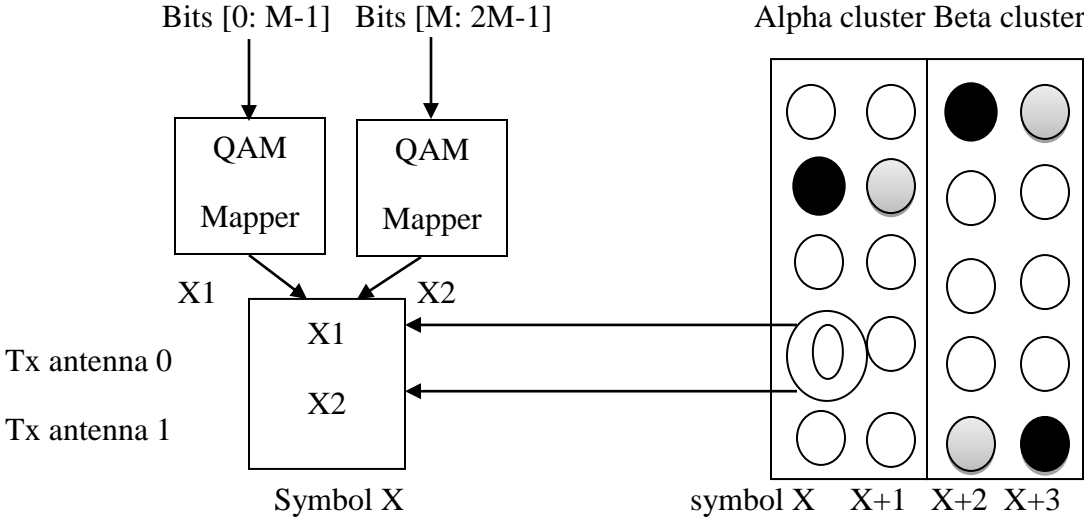 Bits [0: M-1] Bits [M: 2M-1]
Alpha cluster Beta cluster
QAM
Mapper
QAM
Mapper
X1
X2
X1
X2
Tx antenna 0
Tx antenna 1
Symbol X
symbol X X+1 X+2 X+3